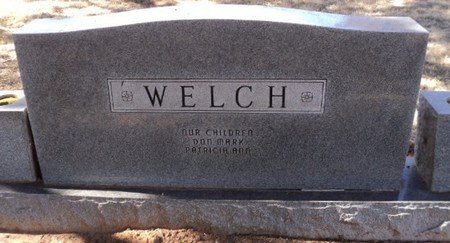 WELCH
OUR CHILDREN
DON MARK
PATRICIA ANN